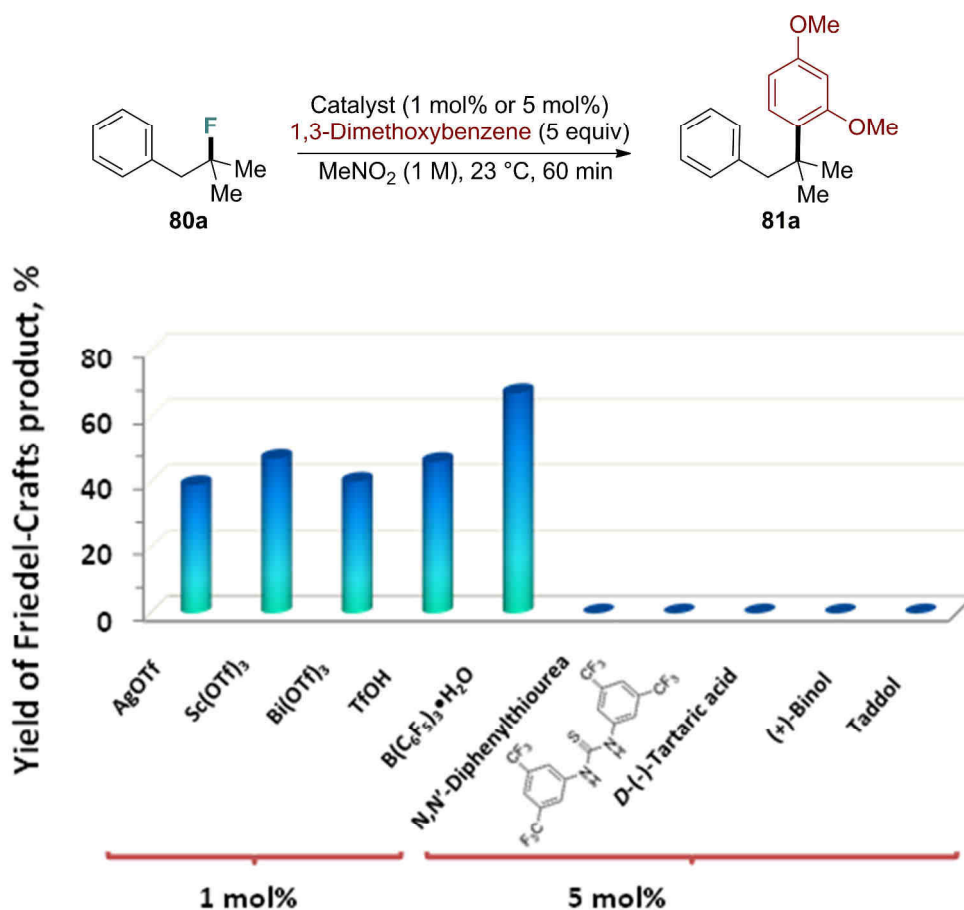 OMe
F
Me
Me
80a
Catalyst (1 mol% or 5 mol%)
1,3-Dimethoxybenzene (5 equiv)
MeNO₂ (1 M), 23 °C, 60 min
OMe
Me
Me
81a
Yield of Friedel-Crafts product, %
80
60
40
20
0
AgOTf
Sc(OTf)₃
Bi(OTf)₃
TfOH
B(C₆F₅)₃•H₂O
N,N'-Diphenylthiourea
CF₃
CF₃
S
N
H
N
H
CF₃
F₃C
D-(-)-Tartaric acid
(+)-Binol
Taddol
1 mol%
5 mol%